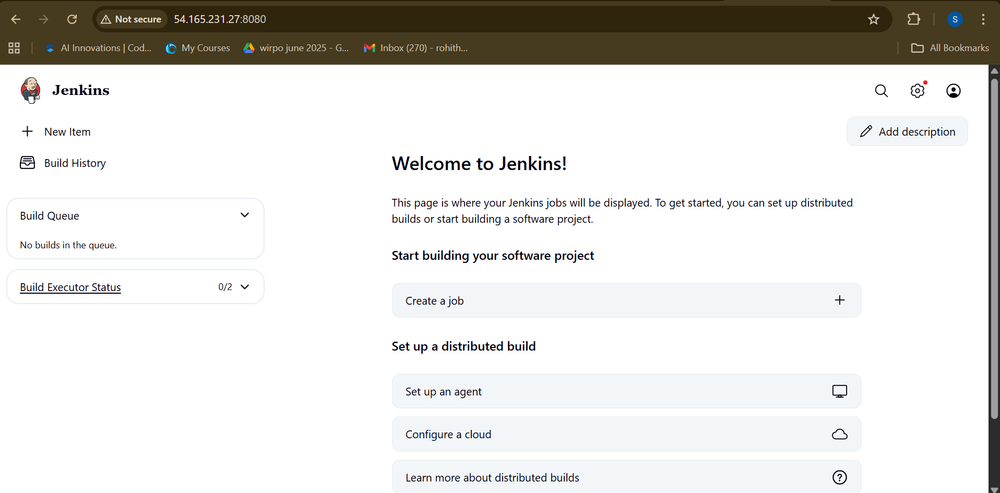 Not secure 54.165.231.27:8080
S
AI Innovations | Cod... My Courses wirpo june 2025 - G... Inbox (270) - rohith... All Bookmarks
Jenkins
New Item
Add description
Build History
Welcome to Jenkins!
This page is where your Jenkins jobs will be displayed. To get started, you can set up distributed
builds or start building a software project.
Build Queue
No builds in the queue.
Start building your software project
Build Executor Status 0/2
Create a job
Set up a distributed build
Set up an agent
Configure a cloud
Learn more about distributed builds